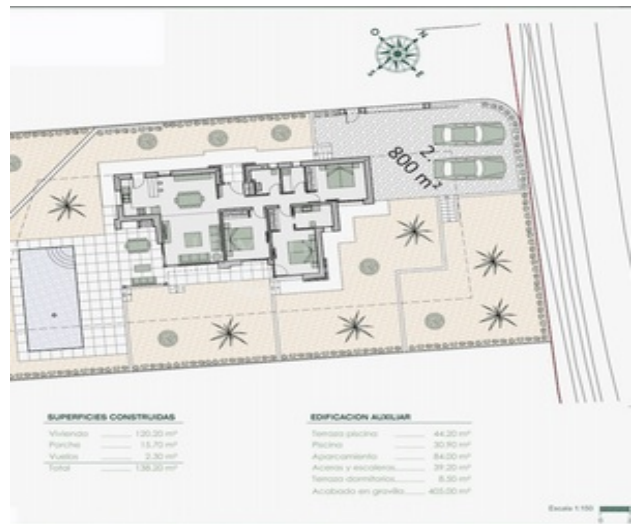 O
N
S
E
2.
800 m²
SUPERFICIES CONSTRUIDAS
Vivienda 120.20 m²
Porche 15.70 m²
Vuelos 2.30 m²
Total 138.20 m²
EDIFICACION AUXILIAR
Terraza piscina 44.20 m²
Piscina 30.90 m²
Aparcamiento 84.00 m²
Aceras y escaleras 39.20 m²
Terraza dormitorios 8.50 m²
Acabado en gravilla 405.00 m²
Escala 1:150